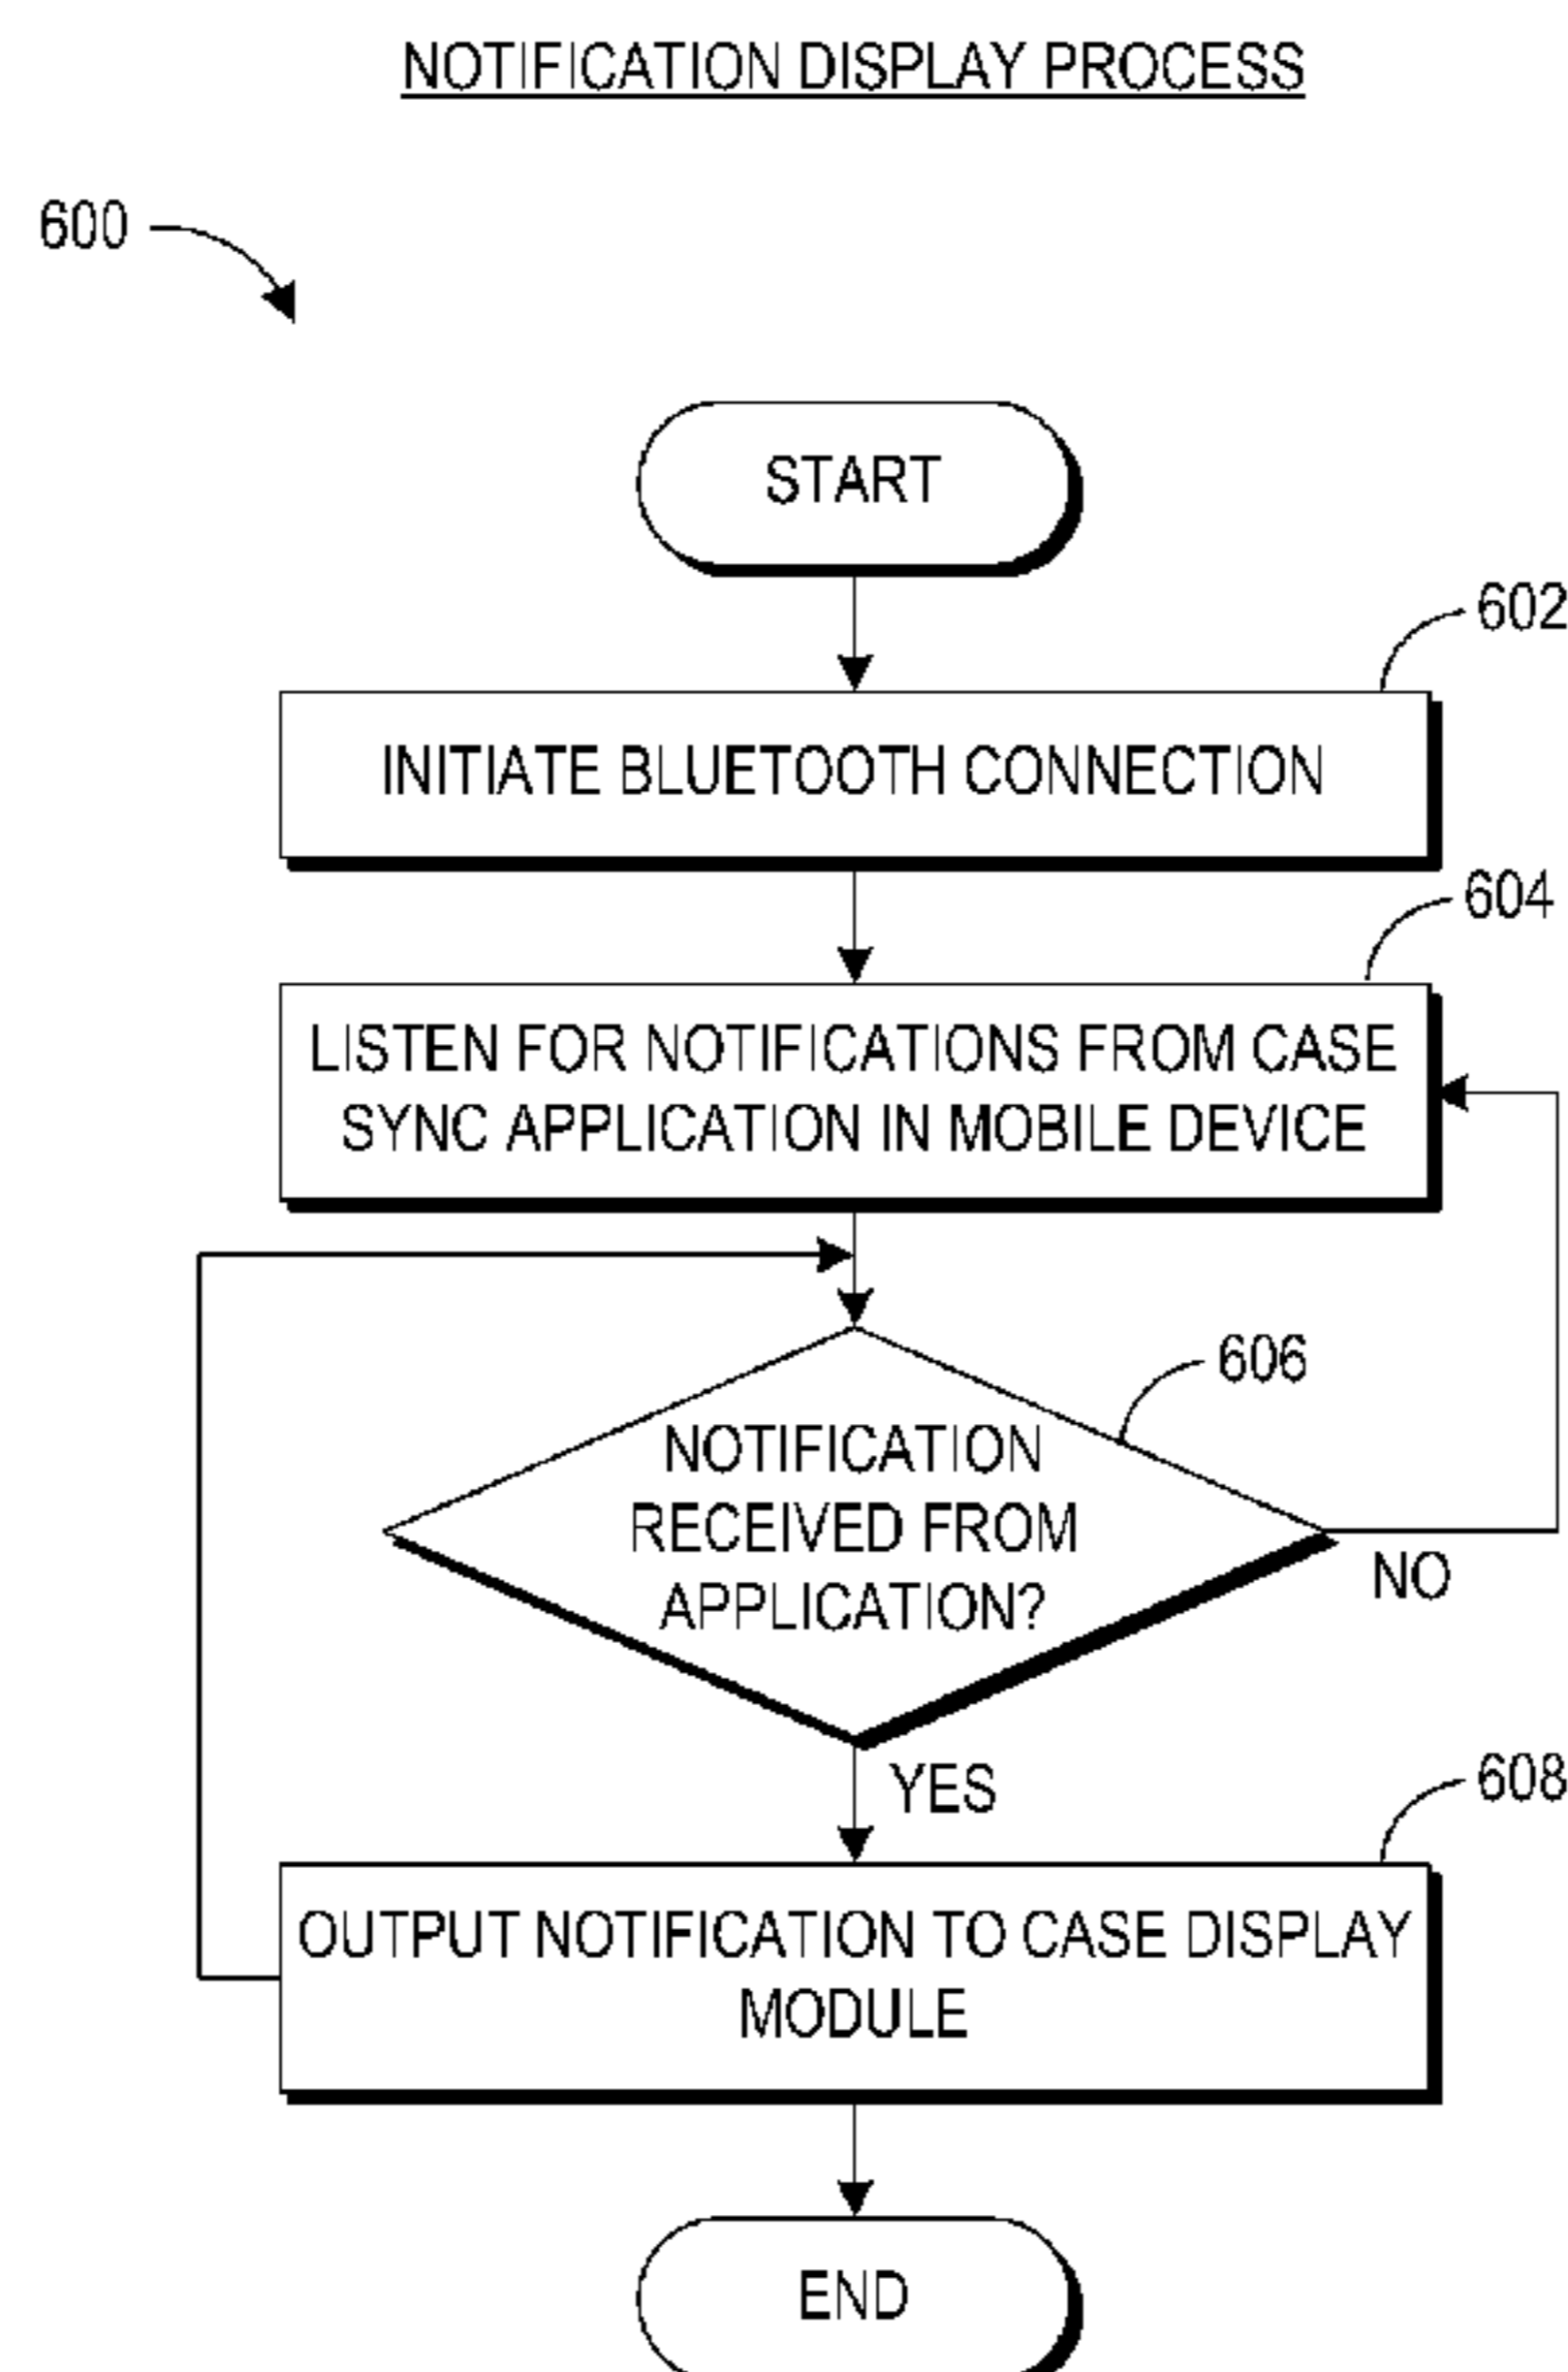 NOTIFICATION DISPLAY PROCESS
600
START
602
INITIATE BLUETOOTH CONNECTION
604
LISTEN FOR NOTIFICATIONS FROM CASE
SYNC APPLICATION IN MOBILE DEVICE
606
NOTIFICATION
RECEIVED FROM
APPLICATION?
NO
YES
608
OUTPUT NOTIFICATION TO CASE DISPLAY
MODULE
END